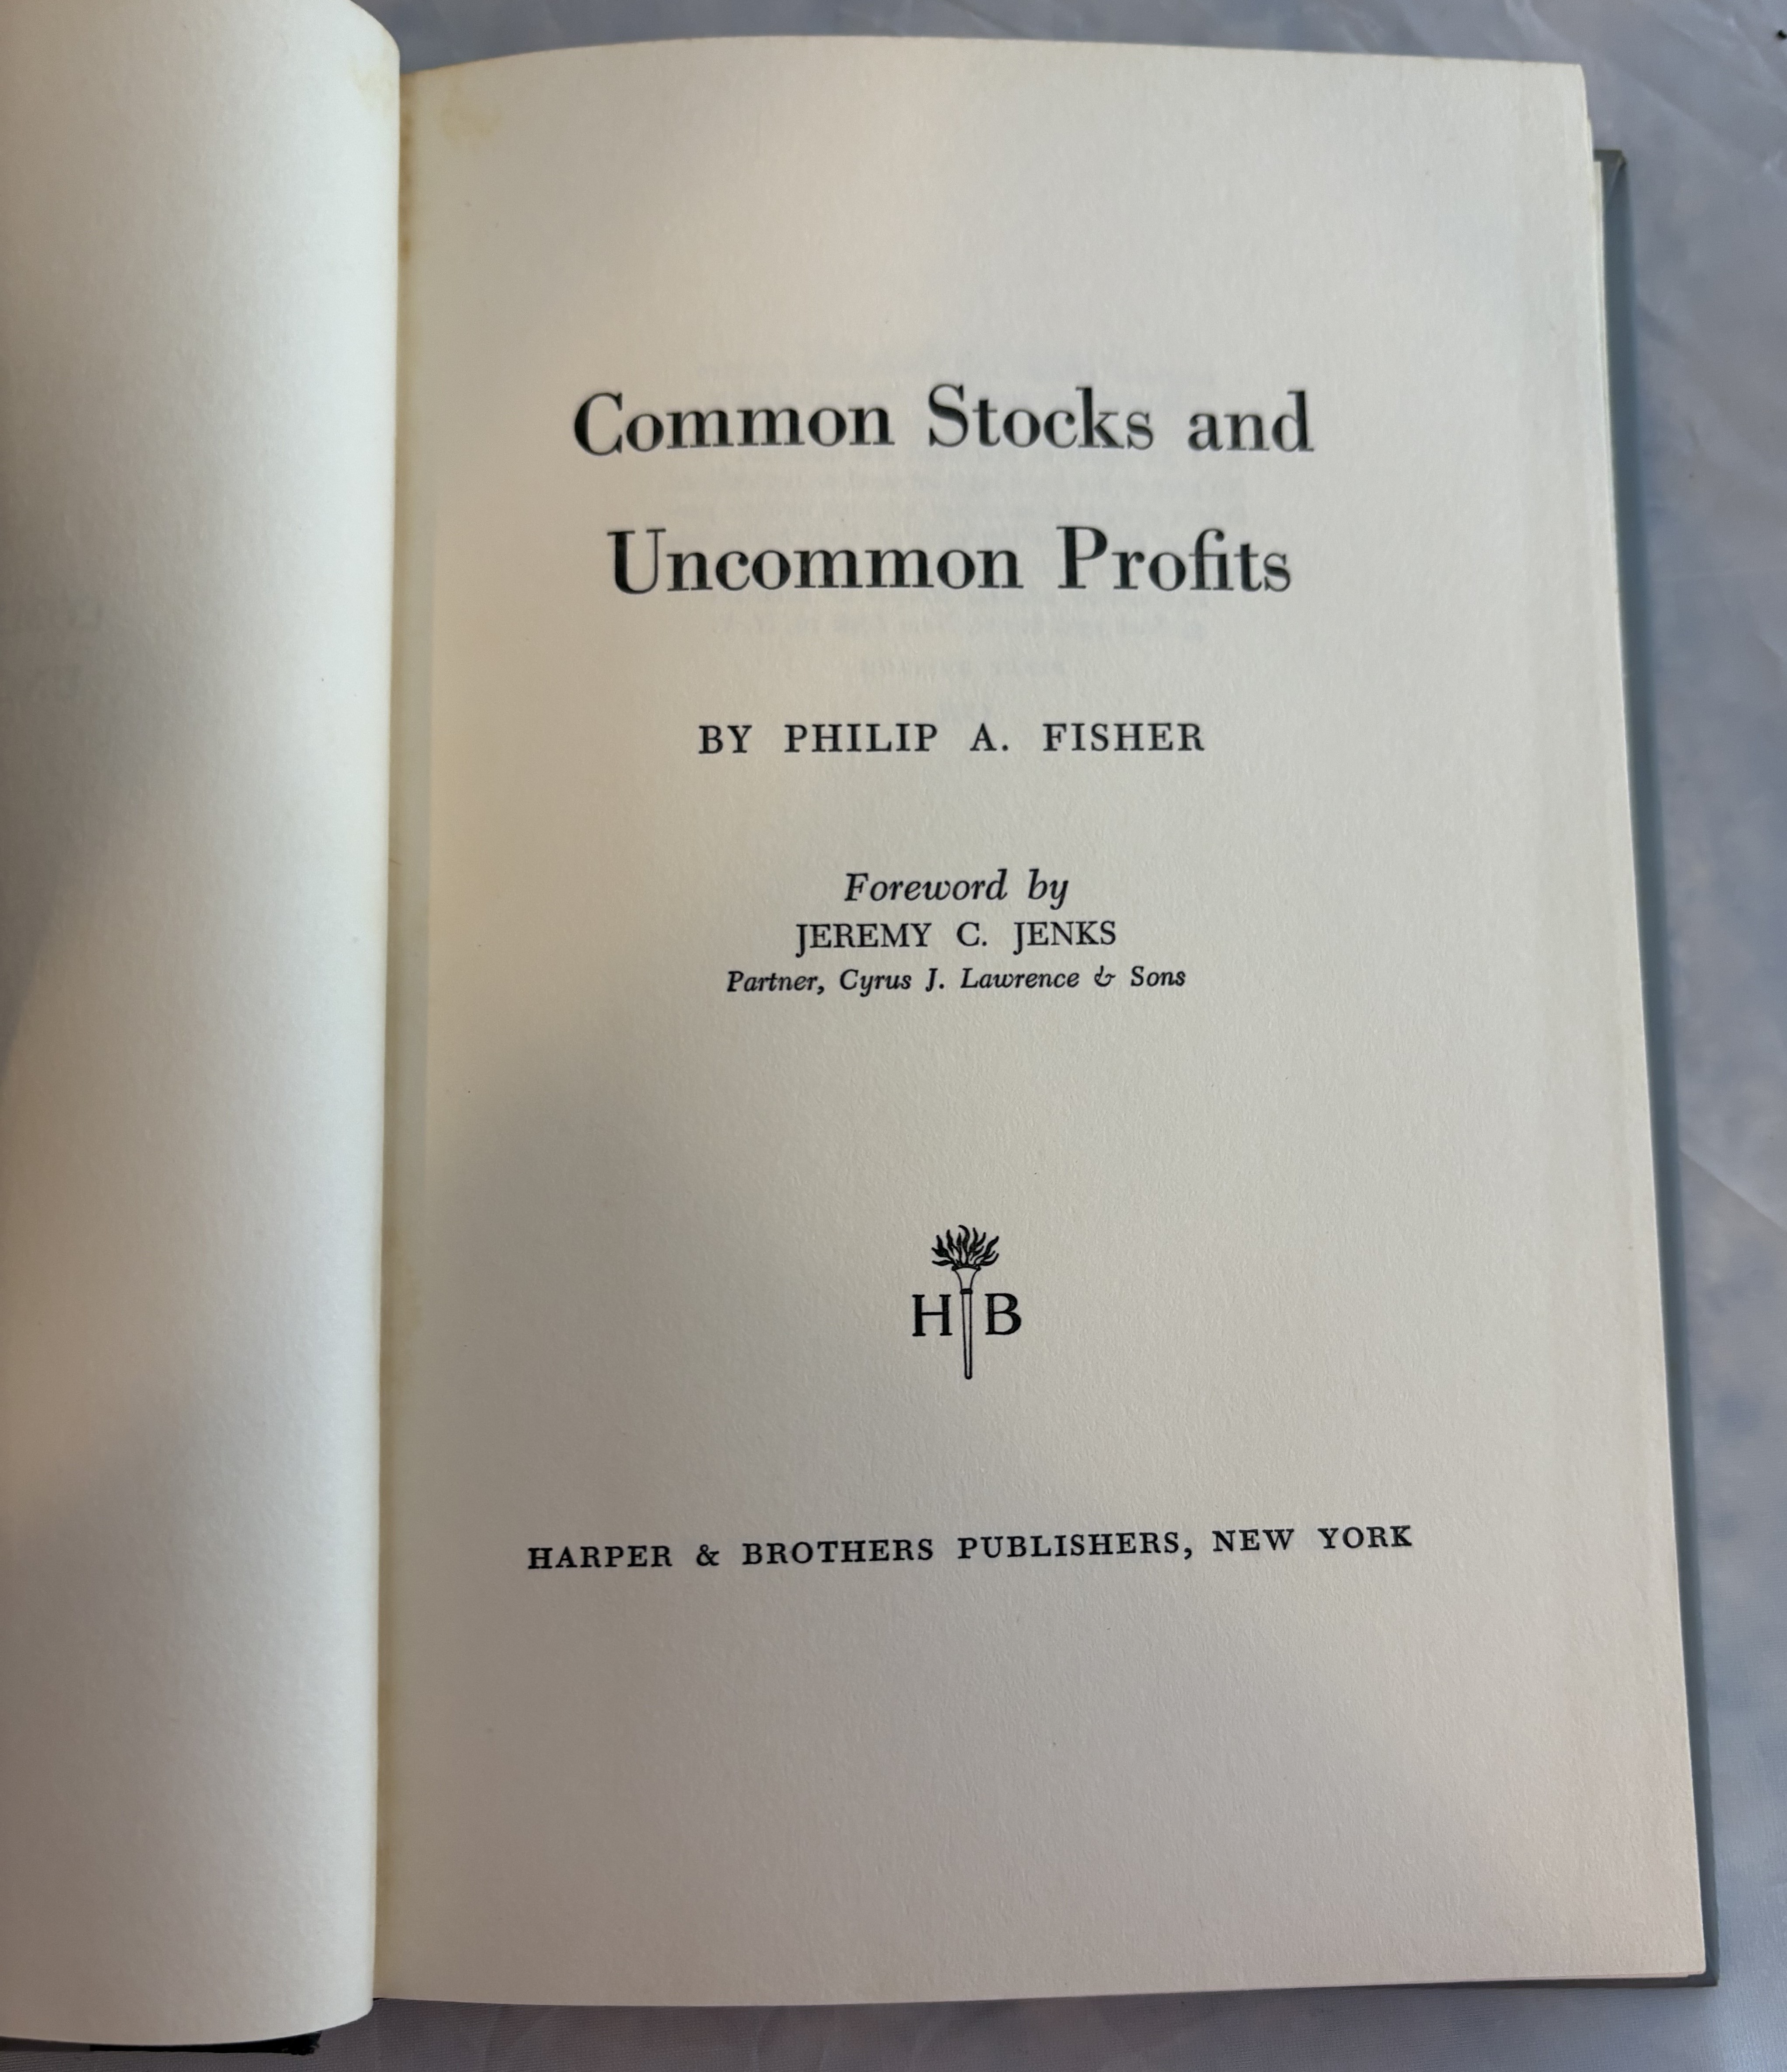 Common Stocks and
Uncommon Profits
BY PHILIP A. FISHER
Foreword by
JEREMY C. JENKS
Partner, Cyrus J. Lawrence & Sons
H B
HARPER & BROTHERS PUBLISHERS, NEW YORK